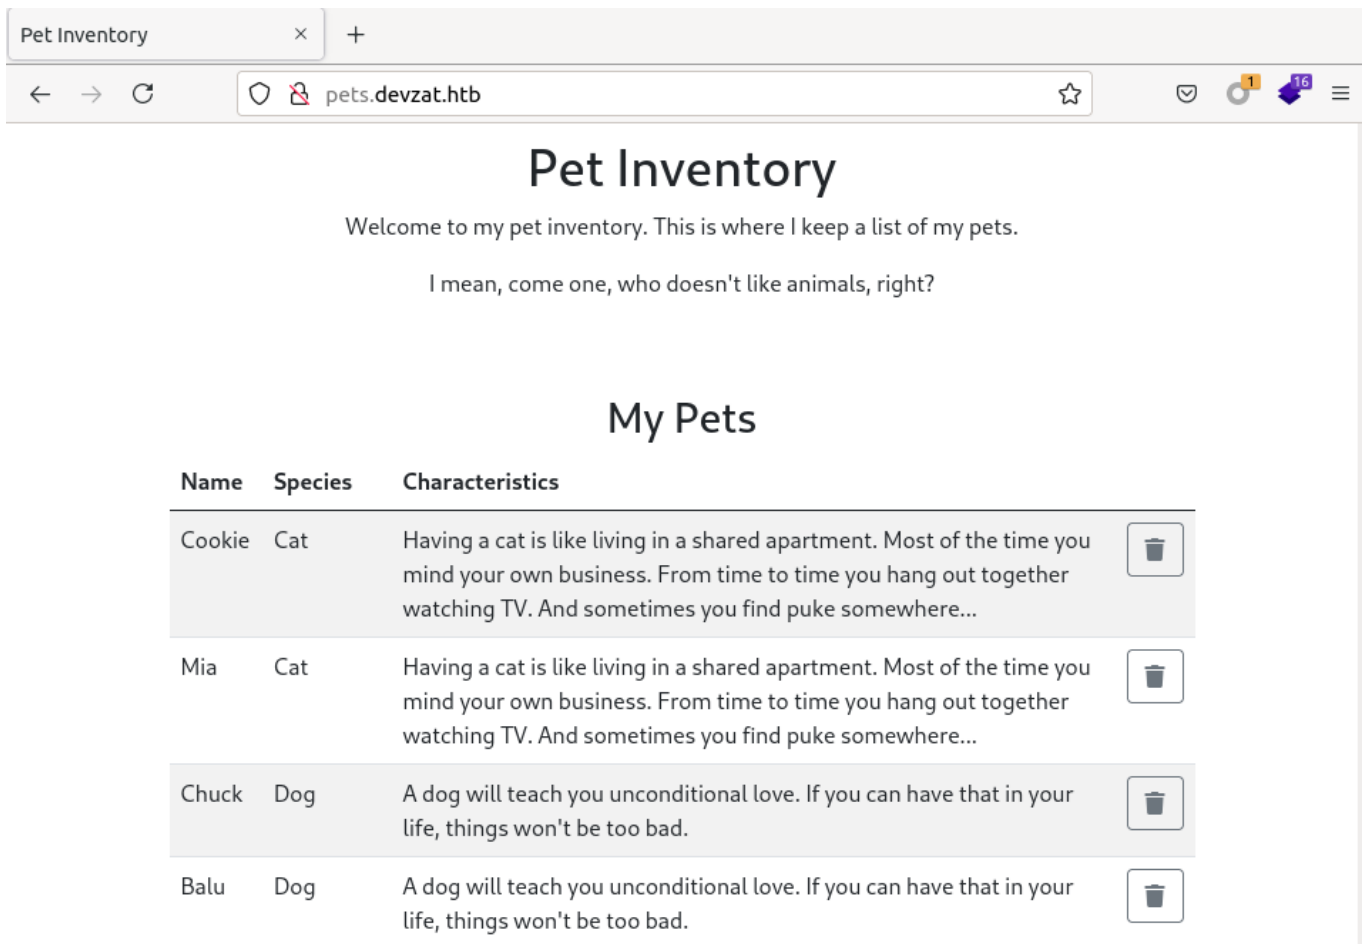 Pet Inventory
pets.devzat.htb
1
16
Pet Inventory
Welcome to my pet inventory. This is where I keep a list of my pets.
I mean, come one, who doesn't like animals, right?
My Pets
Name Species Characteristics
Cookie Cat Having a cat is like living in a shared apartment. Most of the time you
mind your own business. From time to time you hang out together
watching TV. And sometimes you find puke somewhere...
Mia Cat Having a cat is like living in a shared apartment. Most of the time you
mind your own business. From time to time you hang out together
watching TV. And sometimes you find puke somewhere...
Chuck Dog A dog will teach you unconditional love. If you can have that in your
life, things won't be too bad.
Balu Dog A dog will teach you unconditional love. If you can have that in your
life, things won't be too bad.